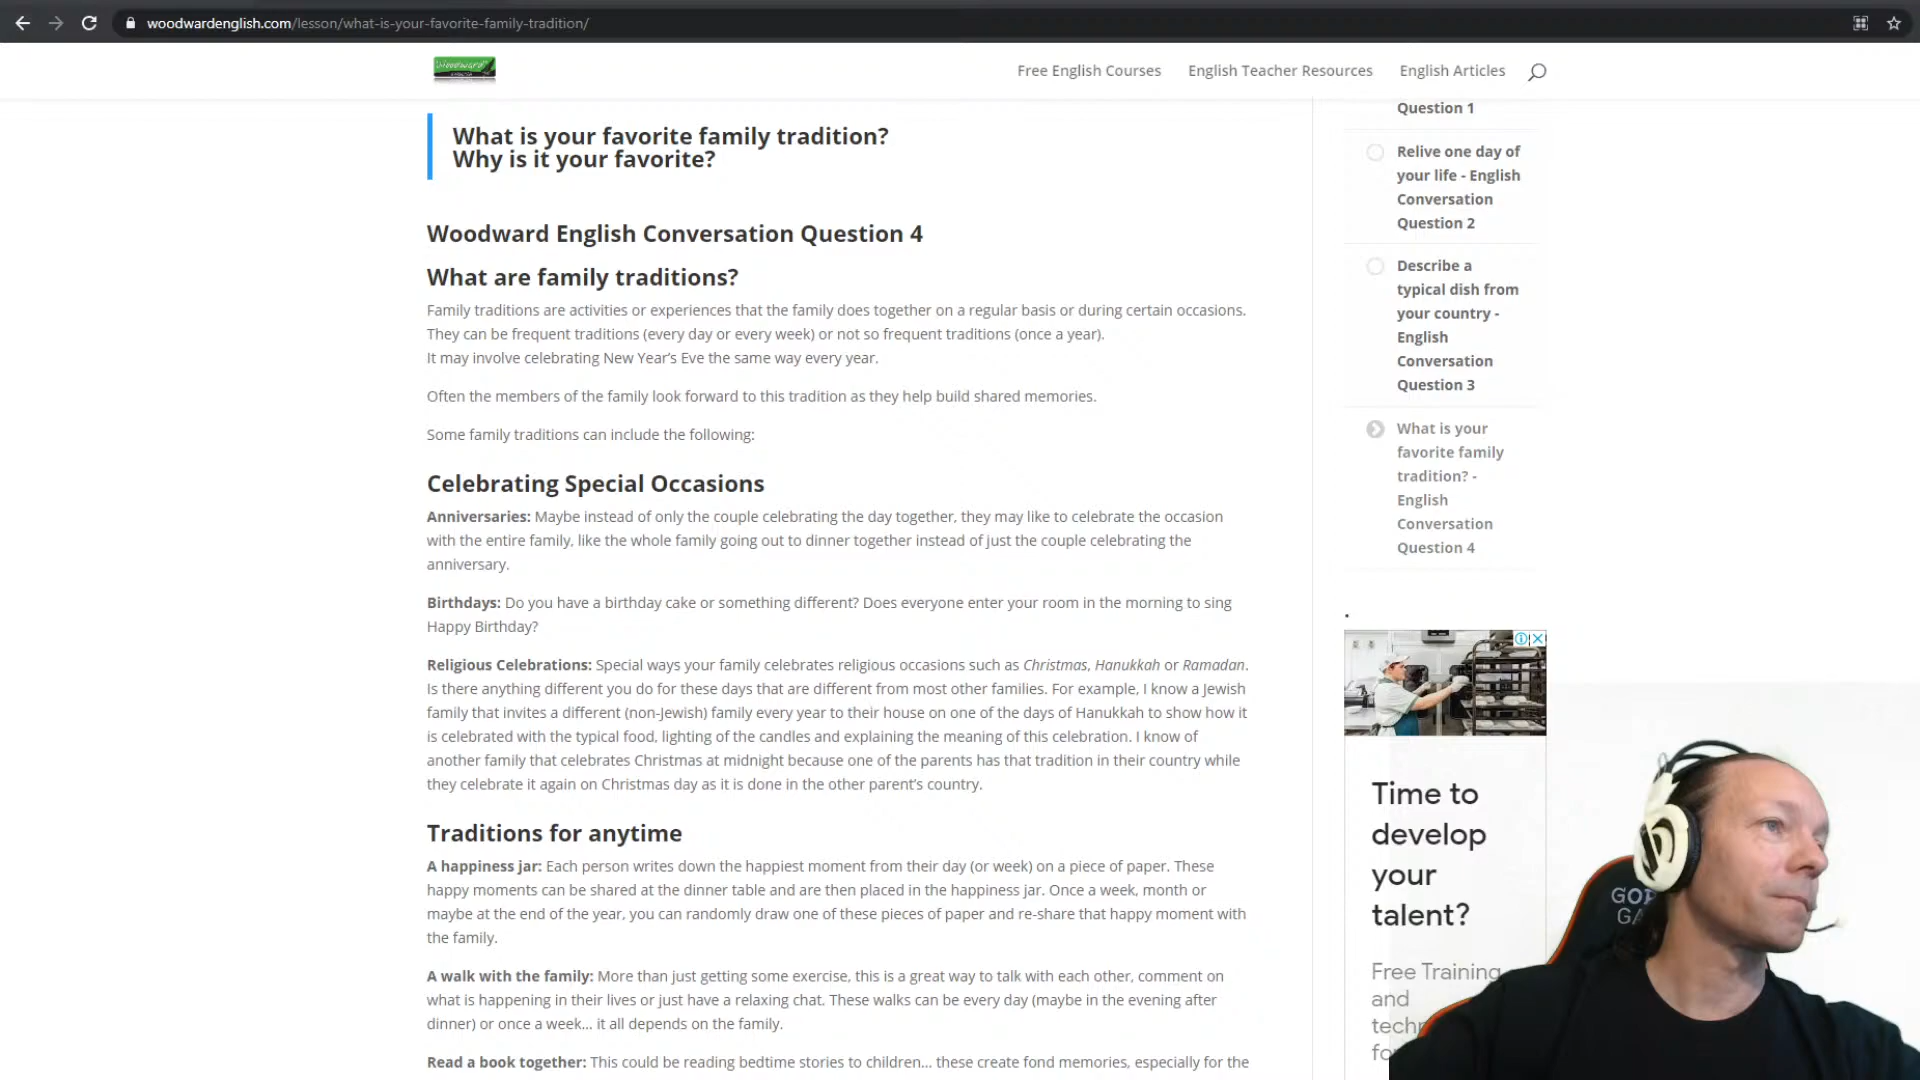 woodwardenglish.com/lesson/what-is-your-favorite-family-tradition/
Woodward
Free English Courses
English Teacher Resources
English Articles
What is your favorite family tradition?
Why is it your favorite?
Woodward English Conversation Question 4
What are family traditions?
Family traditions are activities or experiences that the family does together on a regular basis or during certain occasions.
They can be frequent traditions (every day or every week) or not so frequent traditions (once a year).
It may involve celebrating New Year’s Eve the same way every year.
Often the members of the family look forward to this tradition as they help build shared memories.
Some family traditions can include the following:
Celebrating Special Occasions
Anniversaries: Maybe instead of only the couple celebrating the day together, they may like to celebrate the occasion
with the entire family, like the whole family going out to dinner together instead of just the couple celebrating the
anniversary.
Birthdays: Do you have a birthday cake or something different? Does everyone enter your room in the morning to sing
Happy Birthday?
Religious Celebrations: Special ways your family celebrates religious occasions such as Christmas, Hanukkah or Ramadan.
Is there anything different you do for these days that are different from most other families. For example, I know a Jewish
family that invites a different (non-Jewish) family every year to their house on one of the days of Hanukkah to show how it
is celebrated with the typical food, lighting of the candles and explaining the meaning of this celebration. I know of
another family that celebrates Christmas at midnight because one of the parents has that tradition in their country while
they celebrate it again on Christmas day as it is done in the other parent’s country.
Traditions for anytime
A happiness jar: Each person writes down the happiest moment from their day (or week) on a piece of paper. These
happy moments can be shared at the dinner table and are then placed in the happiness jar. Once a week, month or
maybe at the end of the year, you can randomly draw one of these pieces of paper and re-share that happy moment with
the family.
A walk with the family: More than just getting some exercise, this is a great way to talk with each other, comment on
what is happening in their lives or just have a relaxing chat. These walks can be every day (maybe in the evening after
dinner) or once a week… it all depends on the family.
Read a book together: This could be reading bedtime stories to children… these create fond memories, especially for the
Question 1
Relive one day of
your life - English
Conversation
Question 2
Describe a
typical dish from
your country -
English
Conversation
Question 3
What is your
favorite family
tradition? -
English
Conversation
Question 4
.
Time to
develop
your
talent?
Free Training
and